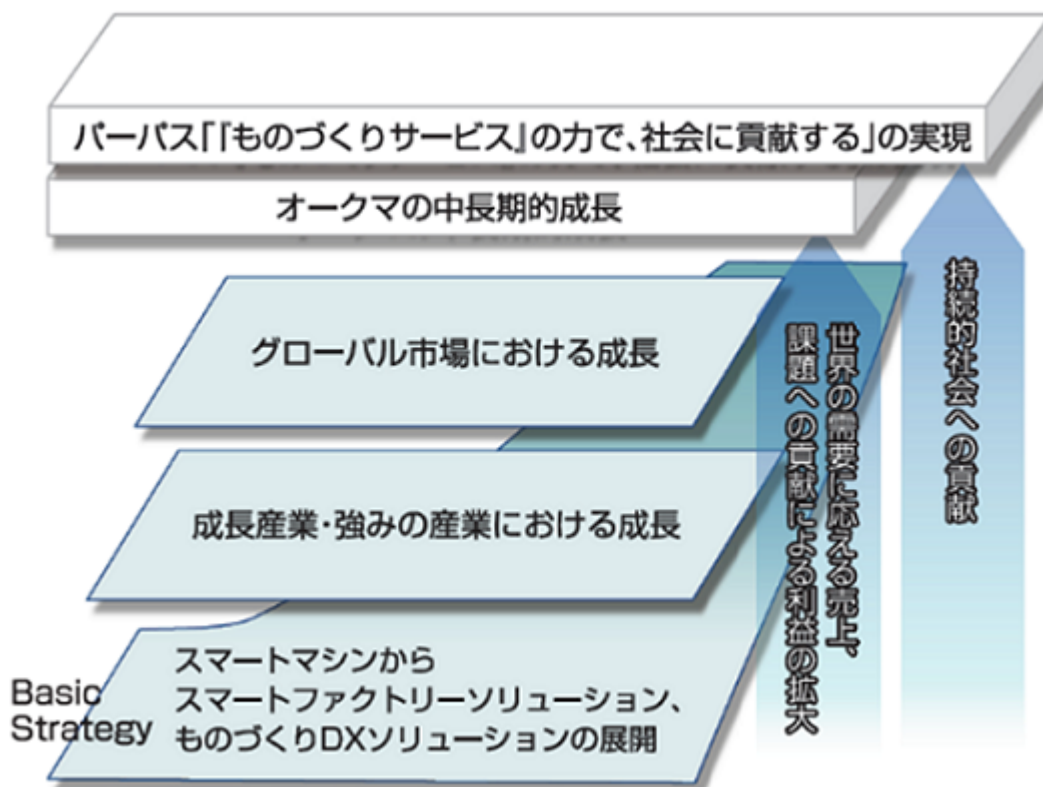 パーパス「『ものづくりサービス』の力で、社会に貢献する」の実現
オークマの中長期的成長
グローバル市場における成長
成長産業・強みの産業における成長
Basic
Strategy
スマートマシンから
スマートファクトリーソリューション、
ものづくりDXソリューションの展開
世界の需要に応える売上、
課題への貢献による利益の拡大
持続的社会への貢献